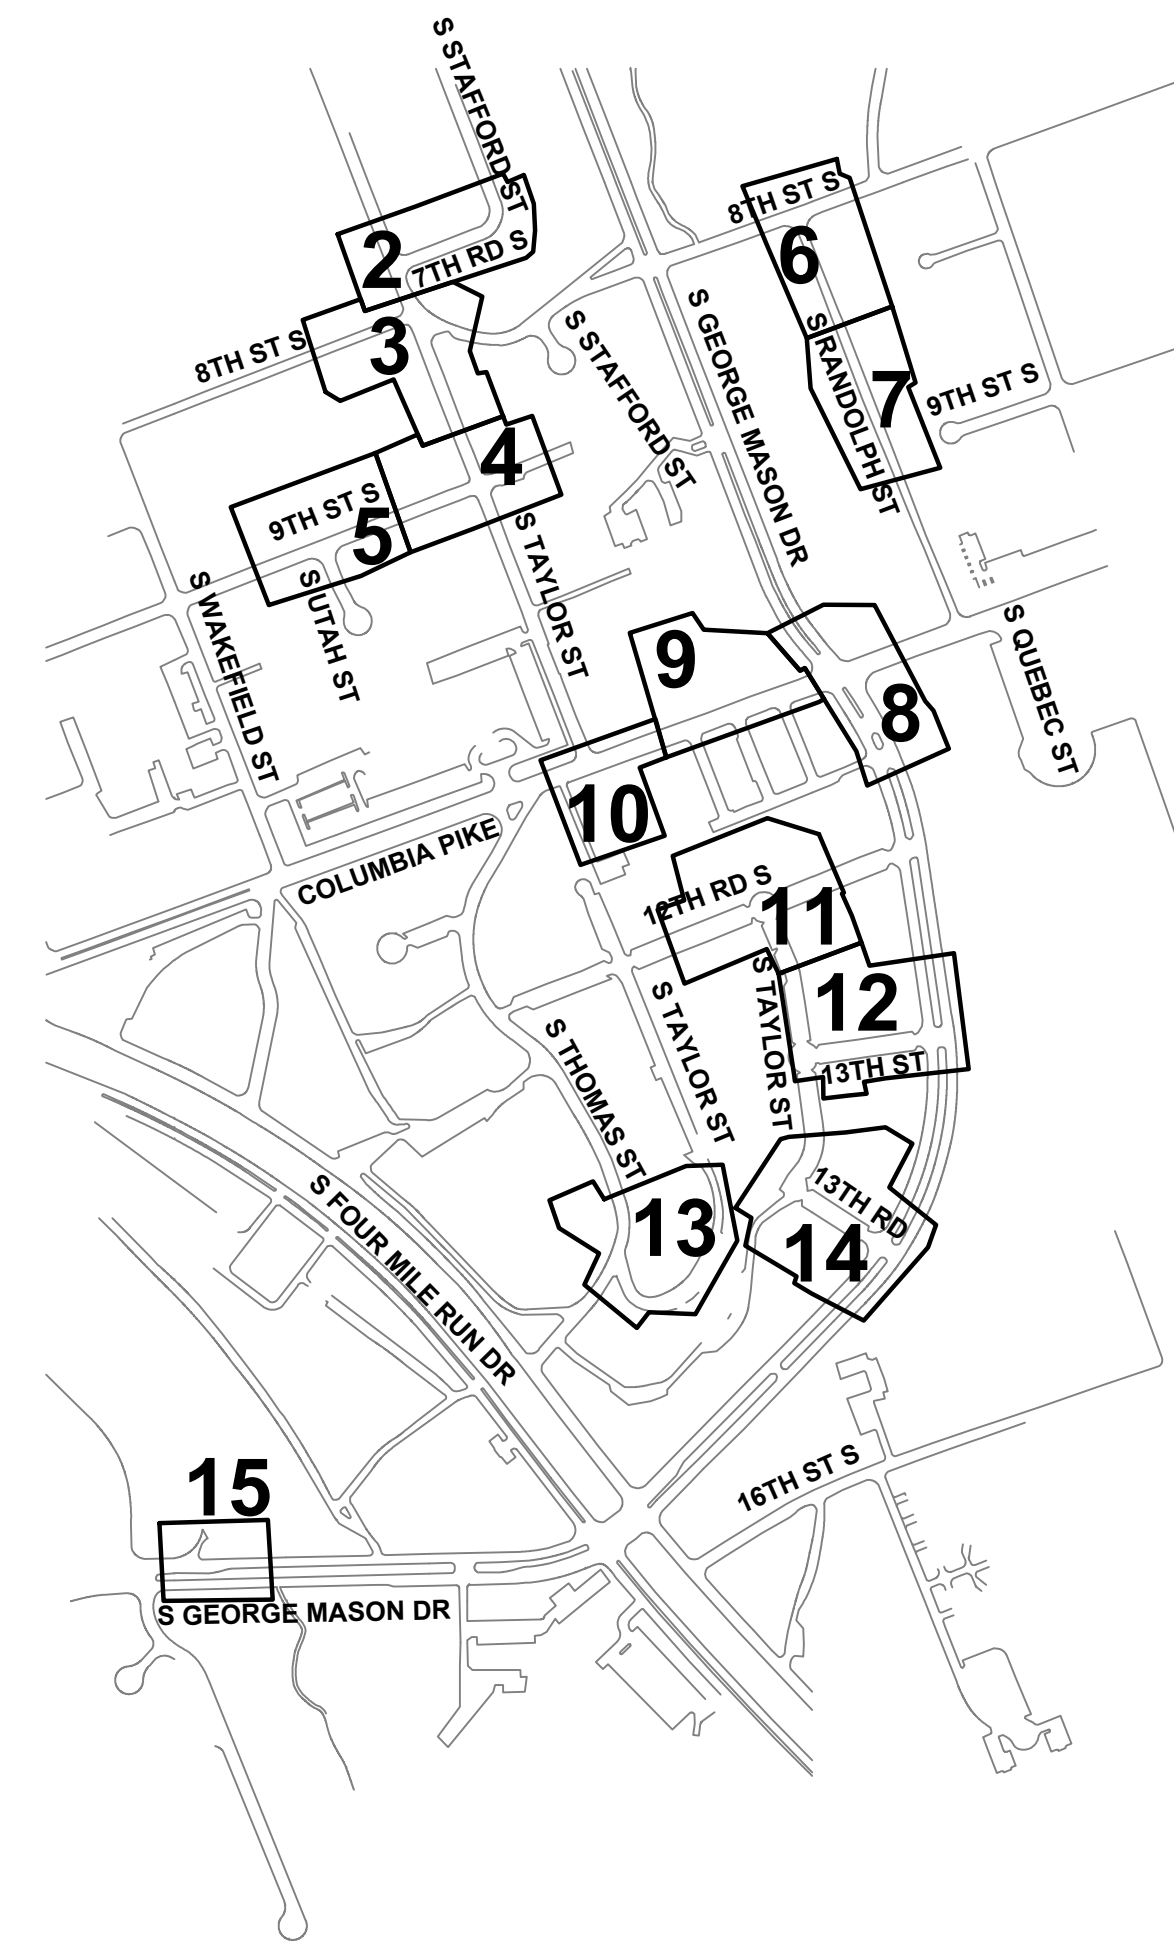 S STAFFORD ST
8TH ST S
2
7TH RD S
6
8TH ST S
3
S STAFFORD ST
S GEORGE MASON DR
S RANDOLPH ST
7
9TH ST S
4
9TH ST S
5
S WAKEFIELD ST
S UTAH ST
S TAYLOR ST
9
8
S QUEBEC ST
10
COLUMBIA PIKE
12TH RD S
11
S TAYLOR ST
S TAYLOR ST
12
13TH ST
S THOMAS ST
S FOUR MILE RUN DR
13
13TH RD
14
16TH ST S
15
S GEORGE MASON DR